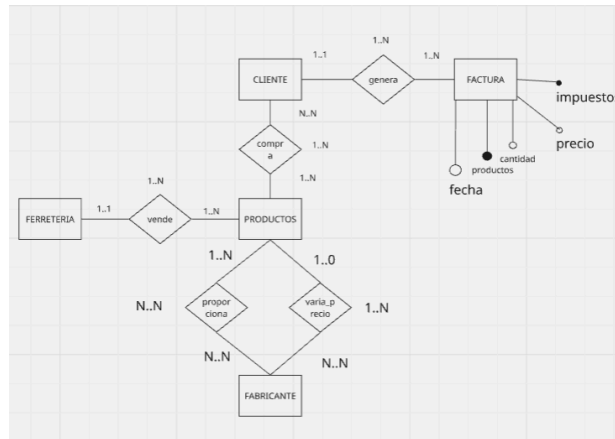 1..N
CLIENTE
1..1
genera
1..N
FACTURA
impuesto
N..N
precio
compr
a
1..N
cantidad
productos
fecha
1..N
1..N
FERRETERIA
1..1
vende
1..N
PRODUCTOS
1..N
1..0
N..N
propor
ciona
varia_p
recio
1..N
N..N
N..N
FABRICANTE